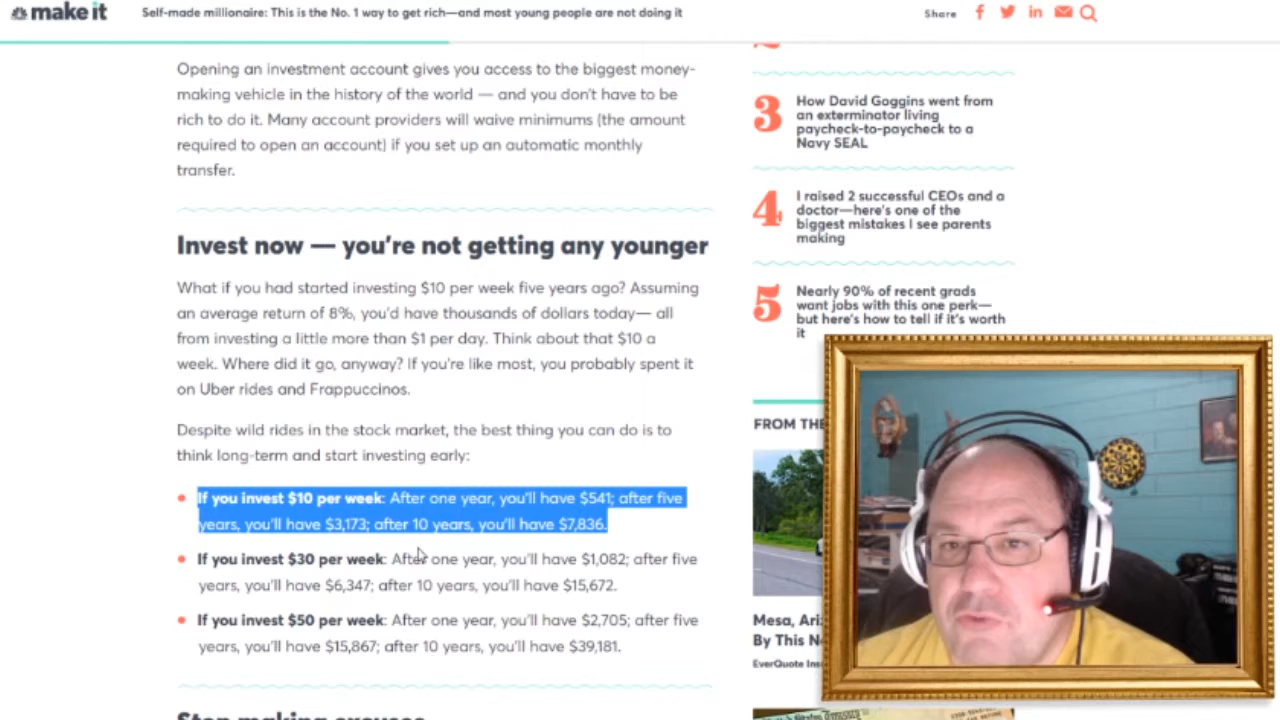 make it
Self-made millionaire: This is the No. 1 way to get rich—and most young people are not doing it
Share
Opening an investment account gives you access to the biggest money-
making vehicle in the history of the world — and you don't have to be
rich to do it. Many account providers will waive minimums (the amount
required to open an account) if you set up an automatic monthly
transfer.
Invest now — you're not getting any younger
What if you had started investing $10 per week five years ago? Assuming
an average return of 8%, you'd have thousands of dollars today— all
from investing a little more than $1 per day. Think about that $10 a
week. Where did it go, anyway? If you're like most, you probably spent it
on Uber rides and Frappuccinos.
Despite wild rides in the stock market, the best thing you can do is to
think long-term and start investing early:
If you invest $10 per week: After one year, you'll have $541; after five
years, you'll have $3,173; after 10 years, you'll have $7,836.
If you invest $30 per week: After one year, you'll have $1,082; after five
years, you'll have $6,347; after 10 years, you'll have $15,672.
If you invest $50 per week: After one year, you'll have $2,705; after five
years, you'll have $15,867; after 10 years, you'll have $39,181.
Stop making excuses
3
How David Goggins went from
an exterminator living
paycheck-to-paycheck to a
Navy SEAL
4
I raised 2 successful CEOs and a
doctor—here's one of the
biggest mistakes I see parents
making
5
Nearly 90% of recent grads
want jobs with this one perk—
but here's how to tell if it's worth
it
FROM THE
Mesa, Ari
By This N
EverQuote Ins